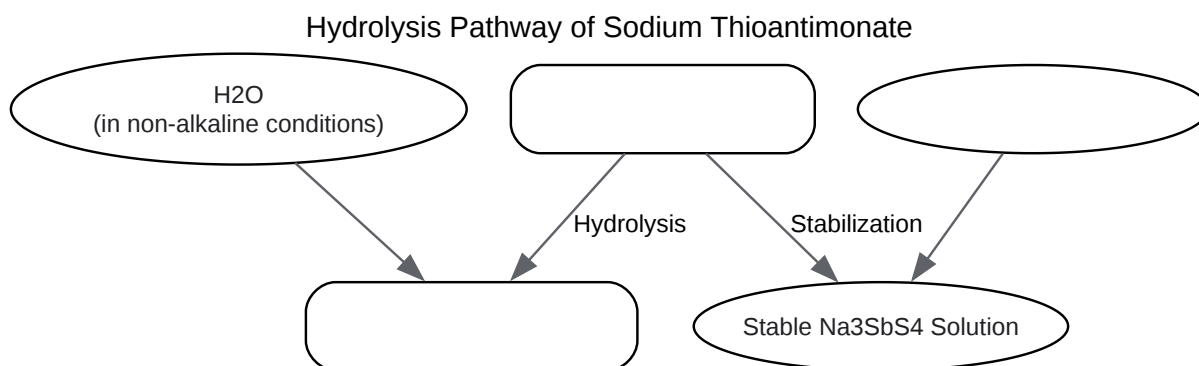 Hydrolysis Pathway of Sodium Thioantimonate
H2O
(in non-alkaline conditions)
Hydrolysis
Stabilization
Stable Na3SbS4 Solution